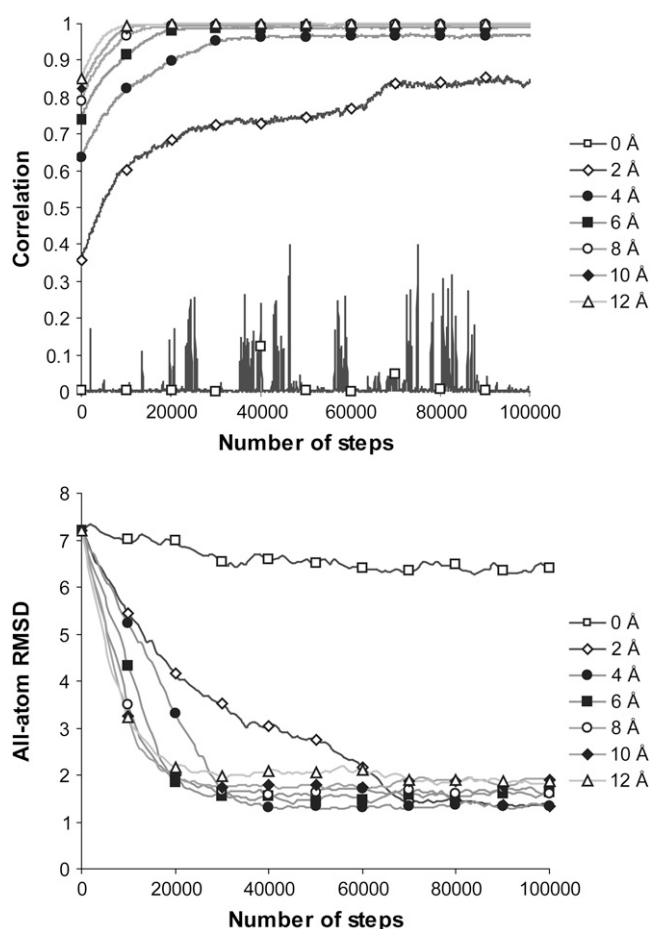 1
0.9
0.8
0.7
0.6
0.5
0.4
0.3
0.2
0.1
0
Correlation
0 20000 40000 60000 80000 100000
Number of steps
0 Å
2 Å
4 Å
6 Å
8 Å
10 Å
12 Å
8
7
6
5
4
3
2
1
0
All-atom RMSD
0 20000 40000 60000 80000 100000
Number of steps
0 Å
2 Å
4 Å
6 Å
8 Å
10 Å
12 Å